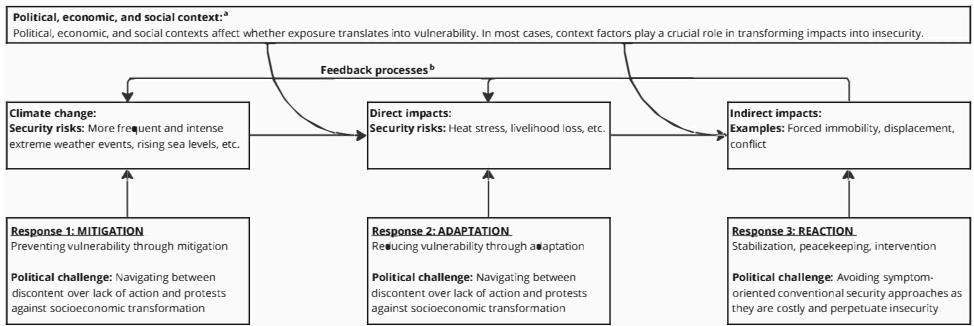 Political, economic, and social context:ᵃ
Political, economic, and social contexts affect whether exposure translates into vulnerability. In most cases, context factors play a crucial role in transforming impacts into insecurity.
Feedback processesᵇ
Climate change:
Security risks: More frequent and intense
extreme weather events, rising sea levels, etc.
Direct impacts:
Security risks: Heat stress, livelihood loss, etc.
Indirect impacts:
Examples: Forced immobility, displacement,
conflict
Response 1: MITIGATION
Preventing vulnerability through mitigation
Political challenge: Navigating between
discontent over lack of action and protests
against socioeconomic transformation
Response 2: ADAPTATION
Reducing vulnerability through adaptation
Political challenge: Navigating between
discontent over lack of action and protests
against socioeconomic transformation
Response 3: REACTION
Stabilization, peacekeeping, intervention
Political challenge: Avoiding symptom-
oriented conventional security approaches as
they are costly and perpetuate insecurity